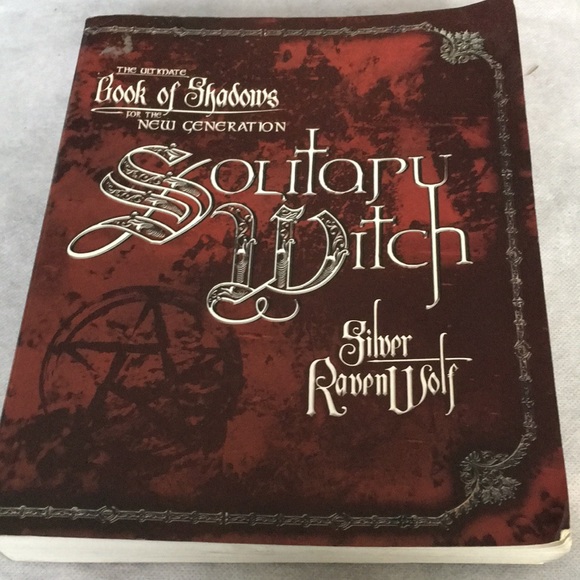 THE ULTIMATE
Book of Shadows
FOR THE
NEW GENERATION
Solitary
Witch
Silver
RavenWolf